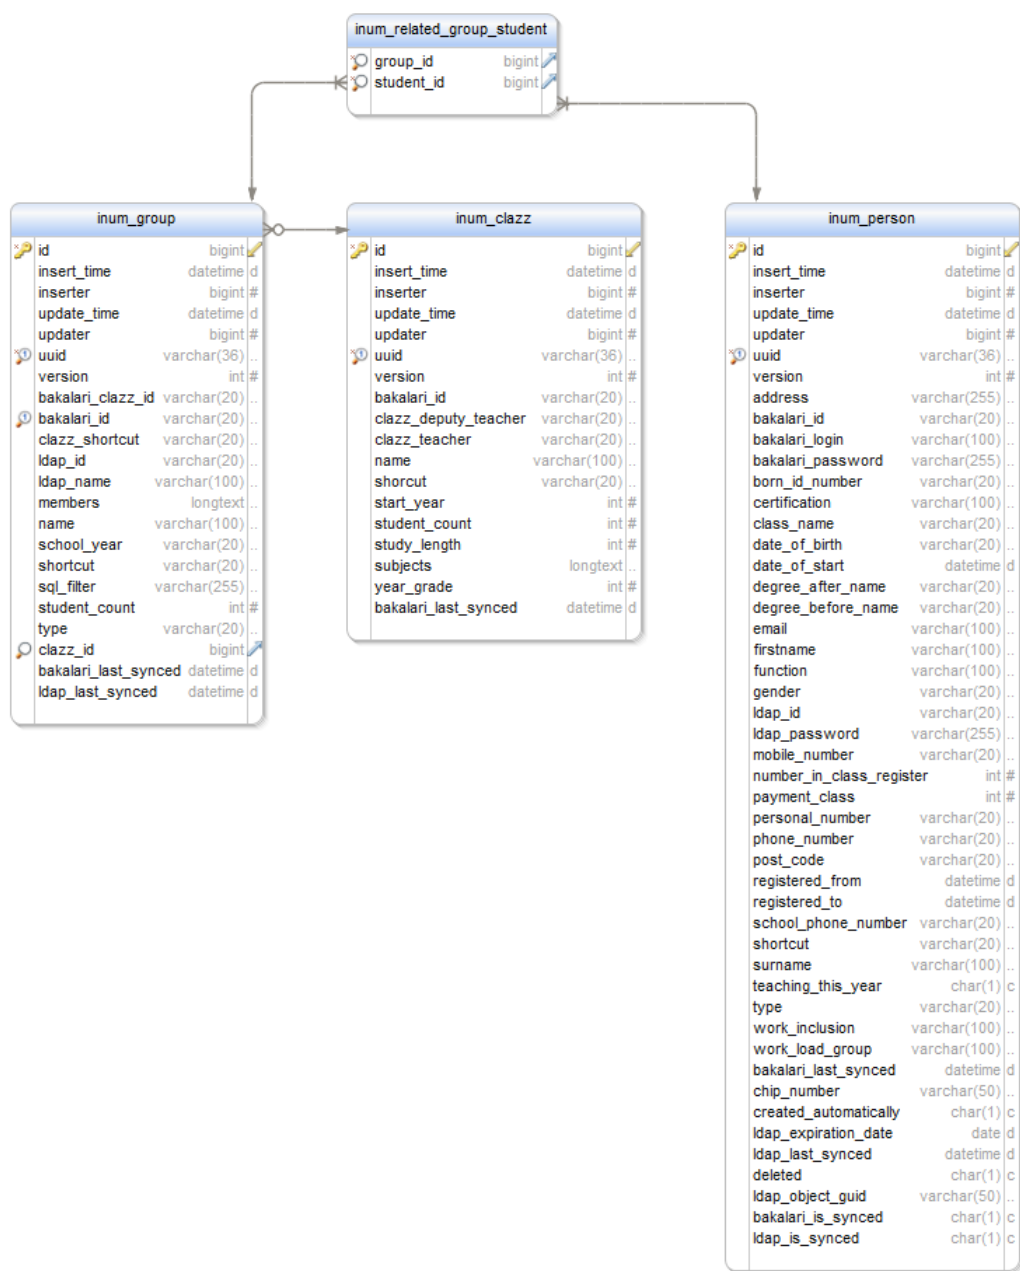 inum_related_group_student
group_id bigint
student_id bigint
inum_group
id bigint
insert_time datetime d
inserter bigint #
update_time datetime d
updater bigint #
uuid varchar(36) ..
version int #
bakalari_clazz_id varchar(20) ..
bakalari_id varchar(20) ..
clazz_shortcut varchar(20) ..
ldap_id varchar(20) ..
ldap_name varchar(100) ..
members longtext ..
name varchar(100) ..
school_year varchar(20) ..
shortcut varchar(20) ..
sql_filter varchar(255) ..
student_count int #
type varchar(20) ..
clazz_id bigint
bakalari_last_synced datetime d
ldap_last_synced datetime d
inum_clazz
id bigint
insert_time datetime d
inserter bigint #
update_time datetime d
updater bigint #
uuid varchar(36) ..
version int #
bakalari_id varchar(20) ..
clazz_deputy_teacher varchar(20) ..
clazz_teacher varchar(20) ..
name varchar(100) ..
shorcut varchar(20) ..
start_year int #
student_count int #
study_length int #
subjects longtext ..
year_grade int #
bakalari_last_synced datetime d
inum_person
id bigint
insert_time datetime d
inserter bigint #
update_time datetime d
updater bigint #
uuid varchar(36) ..
version int #
address varchar(255) ..
bakalari_id varchar(20) ..
bakalari_login varchar(100) ..
bakalari_password varchar(255) ..
born_id_number varchar(20) ..
certification varchar(100) ..
class_name varchar(20) ..
date_of_birth varchar(20) ..
date_of_start datetime d
degree_after_name varchar(20) ..
degree_before_name varchar(20) ..
email varchar(100) ..
firstname varchar(100) ..
function varchar(100) ..
gender varchar(20) ..
ldap_id varchar(20) ..
ldap_password varchar(255) ..
mobile_number varchar(20) ..
number_in_class_register int #
payment_class int #
personal_number varchar(20) ..
phone_number varchar(20) ..
post_code varchar(20) ..
registered_from datetime d
registered_to datetime d
school_phone_number varchar(20) ..
shortcut varchar(20) ..
surname varchar(100) ..
teaching_this_year char(1) c
type varchar(20) ..
work_inclusion varchar(100) ..
work_load_group varchar(100) ..
bakalari_last_synced datetime d
chip_number varchar(50) ..
created_automatically char(1) c
ldap_expiration_date date d
ldap_last_synced datetime d
deleted char(1) c
ldap_object_guid varchar(50) ..
bakalari_is_synced char(1) c
ldap_is_synced char(1) c